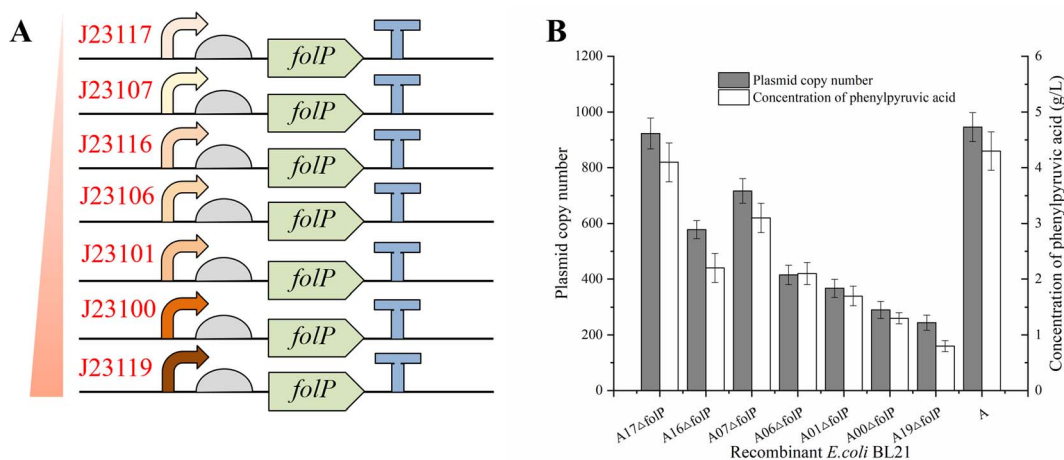 A
J23117
folP
J23107
folP
J23116
folP
J23106
folP
J23101
folP
J23100
folP
J23119
folP
B
1200
1000
800
600
400
200
0
Plasmid copy number
Plasmid copy number
Concentration of phenylpyruvic acid
6
5
4
3
2
1
0
Concentration of phenylpyruvic acid (g/L)
A17△folP
A16△folP
A07△folP
A06△folP
A01△folP
A00△folP
A19△folP
A
Recombinant E.coli BL21